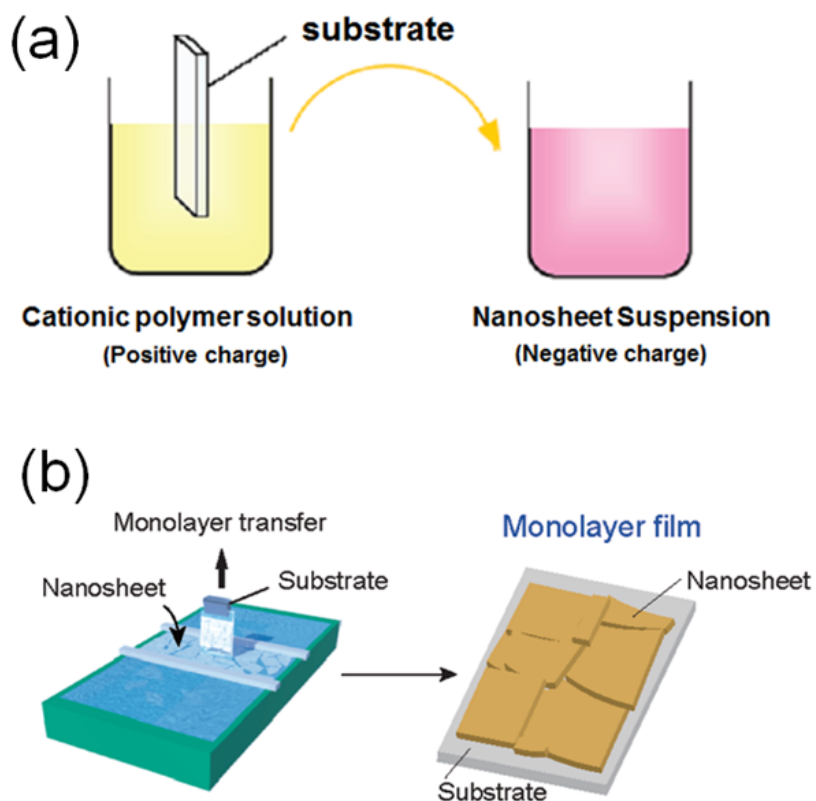 (a)
substrate
Cationic polymer solution
(Positive charge)
Nanosheet Suspension
(Negative charge)
(b)
Monolayer transfer
Nanosheet
Substrate
Monolayer film
Nanosheet
Substrate